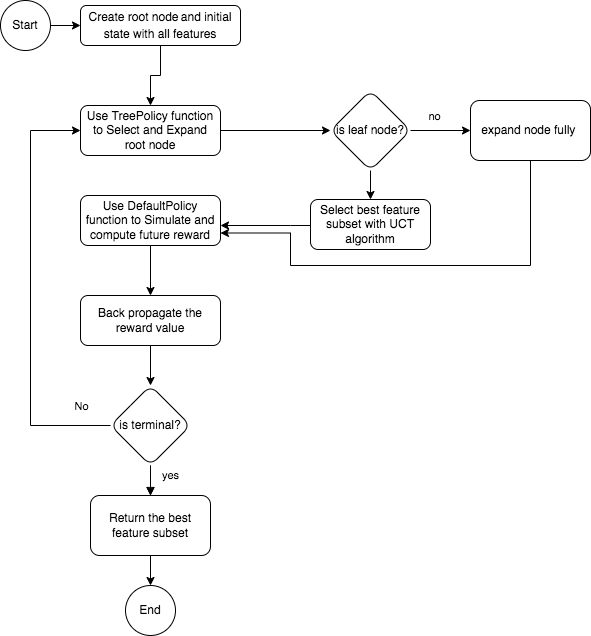 Start
Create root node and initial
state with all features
Use TreePolicy function
to Select and Expand
root node
is leaf node?
no
expand node fully
Select best feature
subset with UCT
algorithm
Use DefaultPolicy
function to Simulate and
compute future reward
Back propagate the
reward value
No
is terminal?
yes
Return the best
feature subset
End